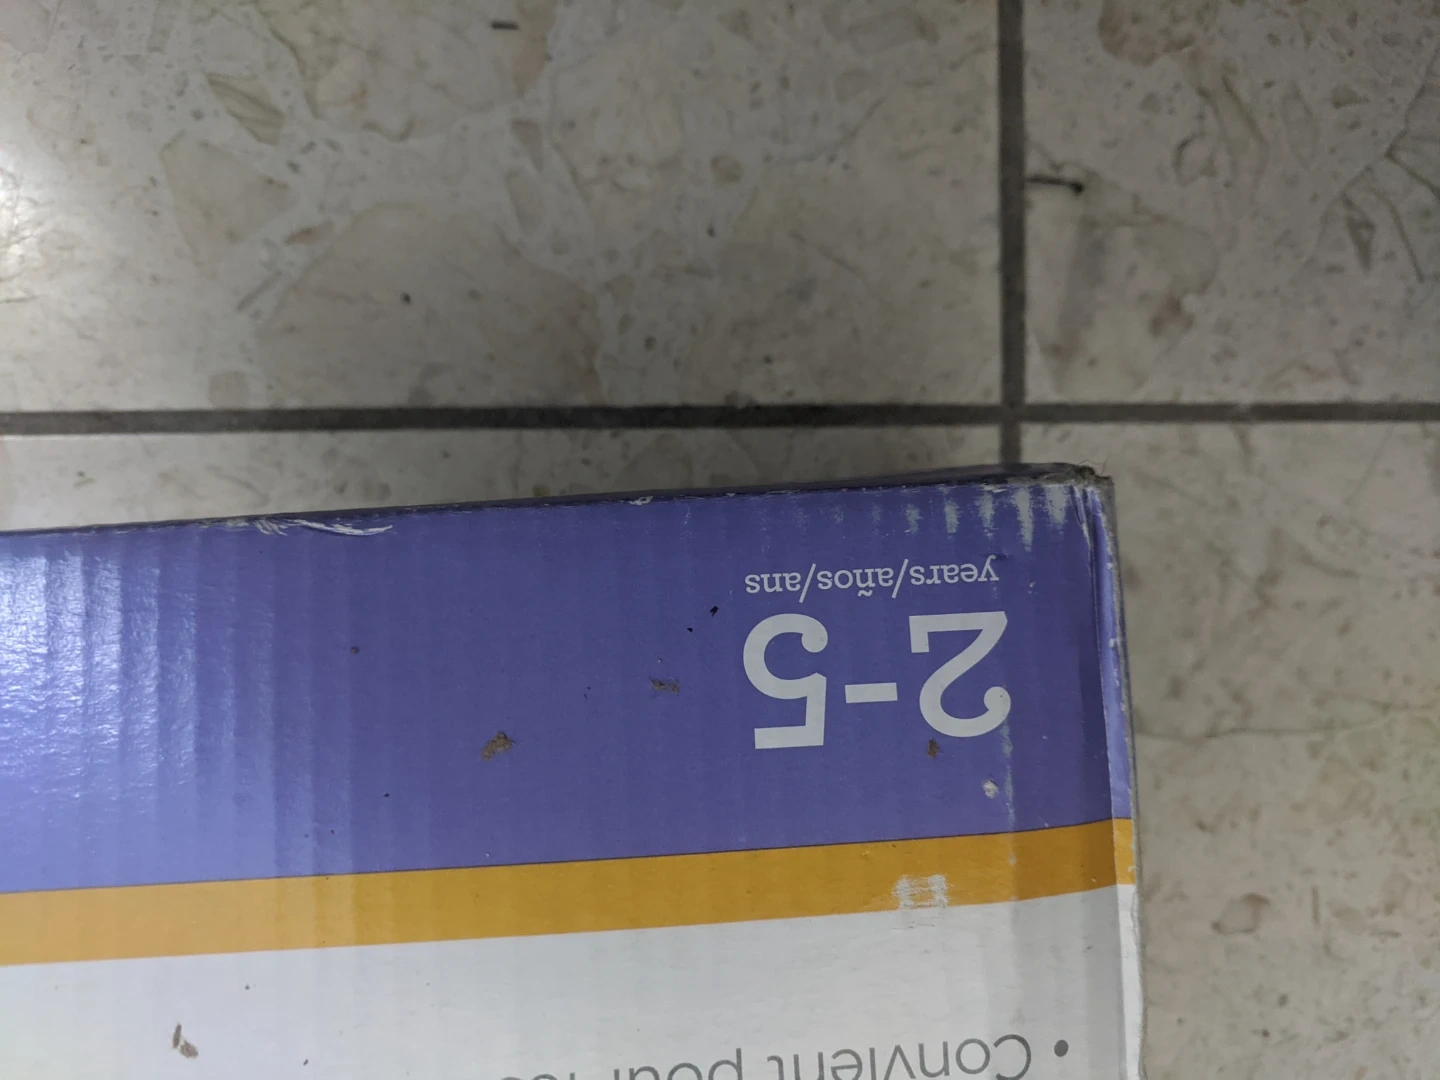 • Convient pour
2-5
years/años/ans